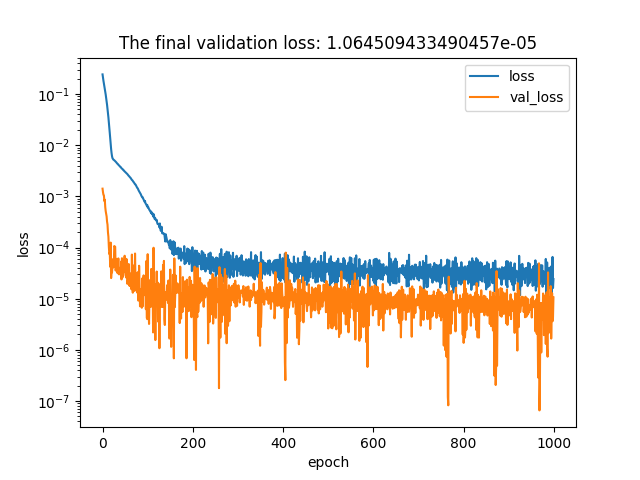 The final validation loss: 1.064509433490457e-05
loss
val_loss
10⁻¹
10⁻²
10⁻³
10⁻⁴
10⁻⁵
10⁻⁶
10⁻⁷
loss
0 200 400 600 800 1000
epoch